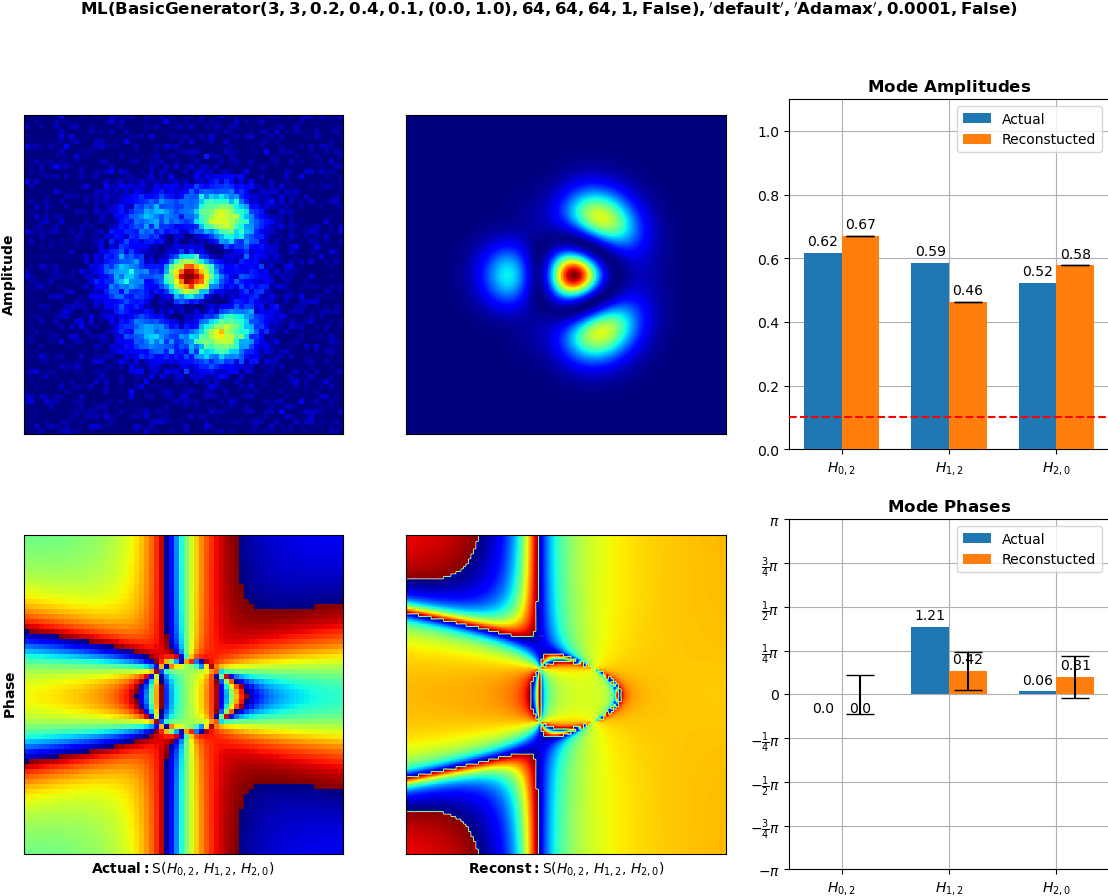 ML(BasicGenerator(3, 3, 0.2, 0.4, 0.1, (0.0, 1.0), 64, 64, 64, 1, False), ′default′, ′Adamax′, 0.0001, False)
Amplitude
Mode Amplitudes
Actual
Reconstucted
1.0
0.8
0.6
0.4
0.2
0.0
0.62
0.67
0.59
0.46
0.52
0.58
H0,2
H1,2
H2,0
Phase
Actual: S(H0,2, H1,2, H2,0)
Reconst: S(H0,2, H1,2, H2,0)
Mode Phases
Actual
Reconstucted
π
3/4π
1/2π
1/4π
0
−1/4π
−1/2π
−3/4π
−π
0.0
0.0
1.21
0.42
0.06
0.31
H0,2
H1,2
H2,0